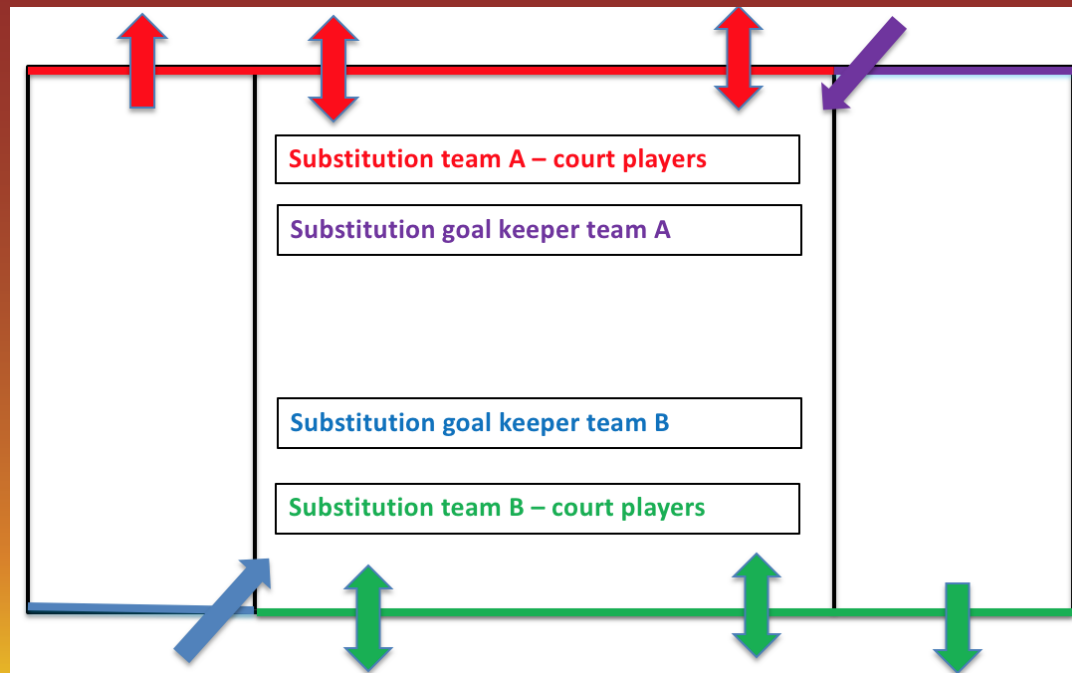 Substitution team A – court players
Substitution goal keeper team A
Substitution goal keeper team B
Substitution team B – court players